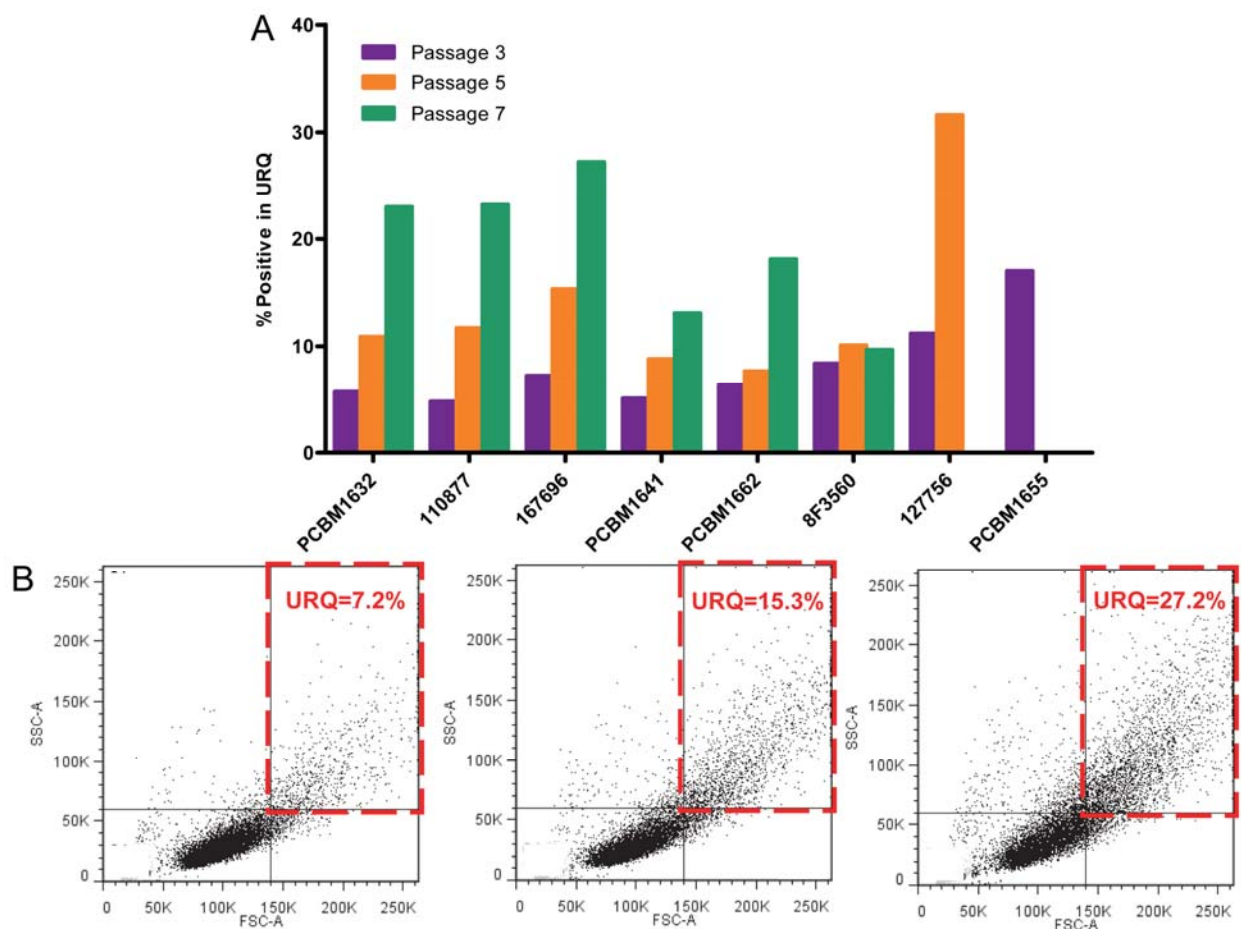 A
40
Passage 3
Passage 5
Passage 7
30
20
10
0
% Positive in URQ
PCBM1632
110877
167696
PCBM1641
PCBM1662
8F3560
127756
PCBM1655
B
250K
200K
150K
100K
50K
0
SSC-A
URQ=7.2%
0 50K 100K 150K 200K 250K
FSC-A
250K
200K
150K
100K
50K
0
SSC-A
URQ=15.3%
0 50K 100K 150K 200K 250K
FSC-A
250K
200K
150K
100K
50K
0
SSC-A
URQ=27.2%
0 50K 100K 150K 200K 250K
FSC-A